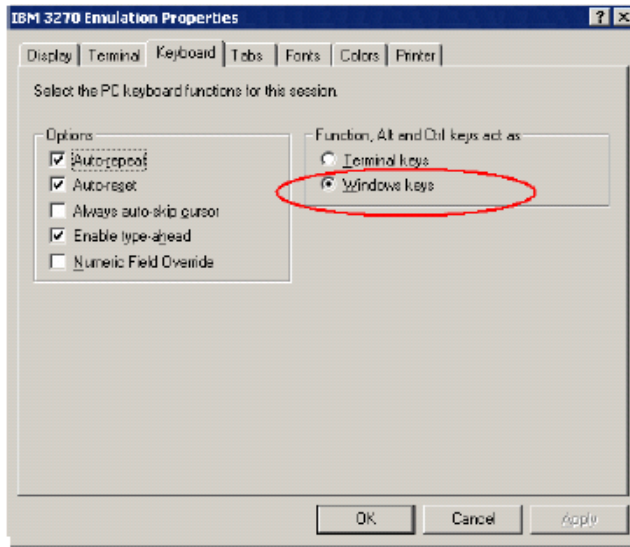 IBM 3270 Emulation Properties
Display Terminal Keyboard Tabs Fonts Colors Printer
Select the PC keyboard functions for this session.
Options
Auto-repeat
Auto-reset
Always auto-skip cursor
Enable type-ahead
Numeric Field Override
Function, Alt and Ctrl keys act as
Terminal keys
Windows keys
OK Cancel Apply